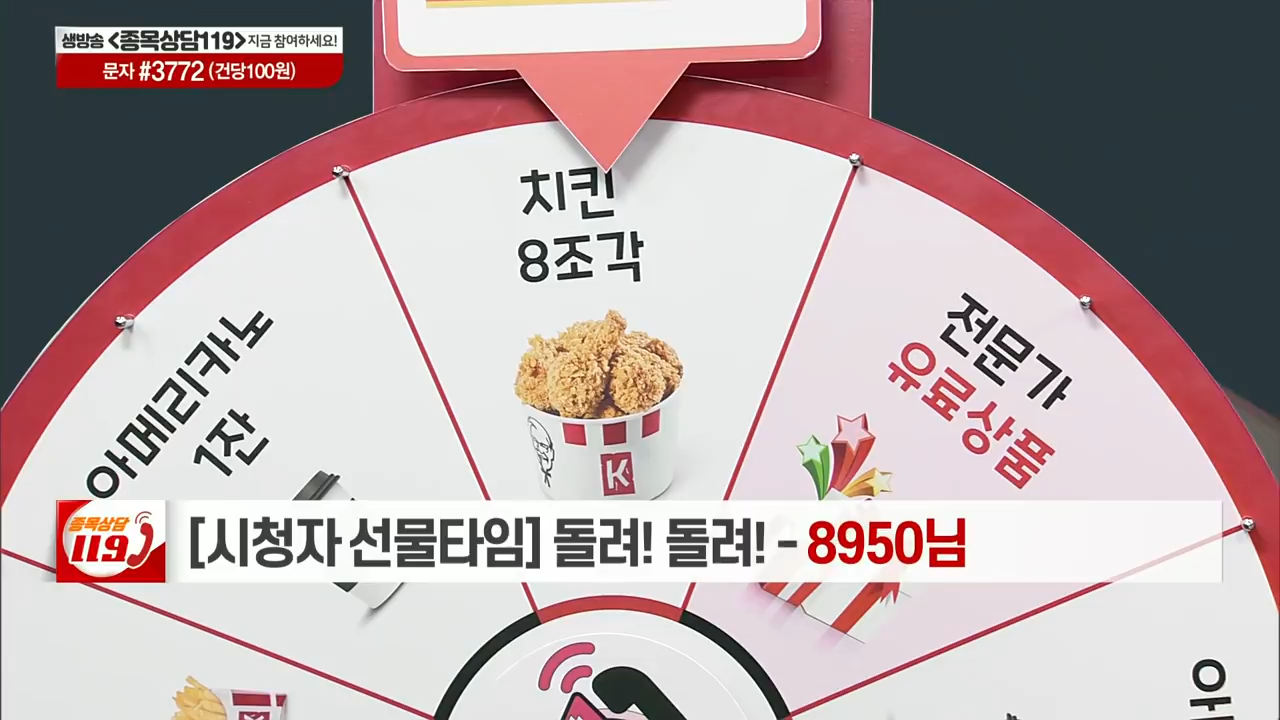 생방송 <종목상담119> 지금 참여하세요!
문자 #3772 (건당100원)
치킨
8조각
아메리카노
1잔
전문가
유료상품
K
종목상담
119
[시청자 선물타임] 돌려! 돌려! - 8950님
아